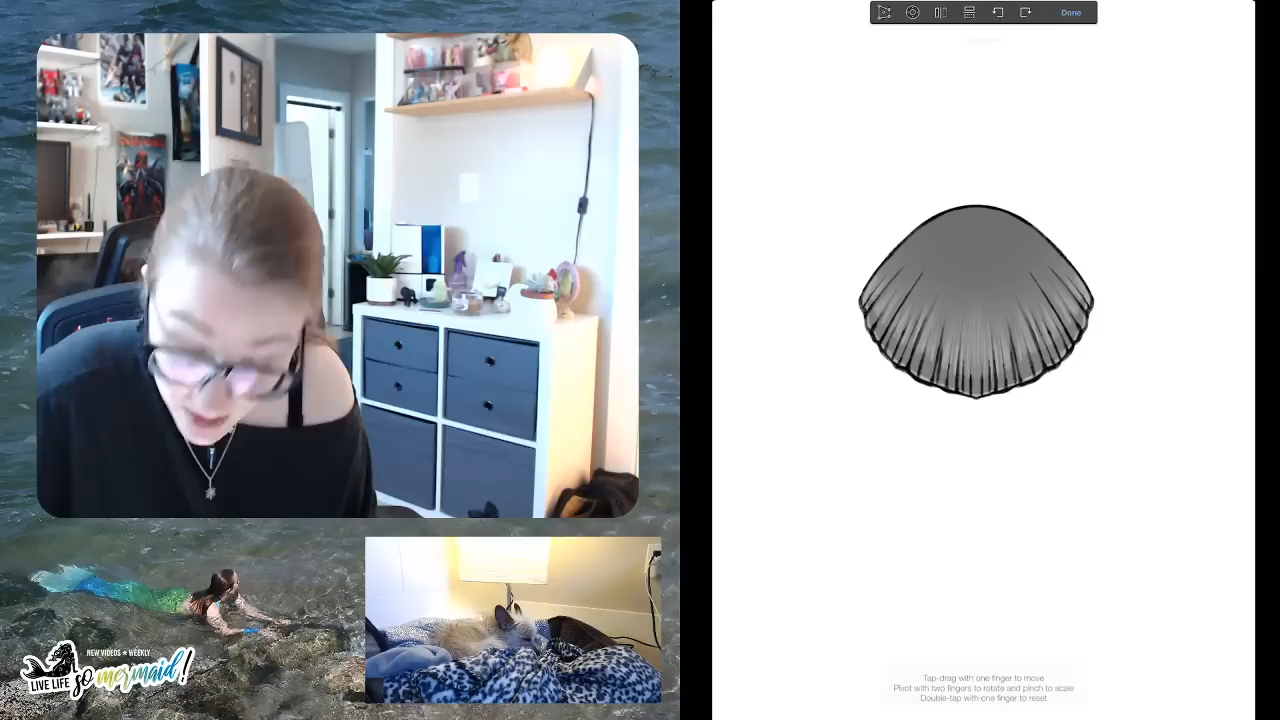 Done
NEW VIDEOS ★ WEEKLY
LIVE LIFE so mermaid!
Tap-drag with one finger to move
Pivot with two fingers to rotate and pinch to scale
Double-tap with one finger to reset